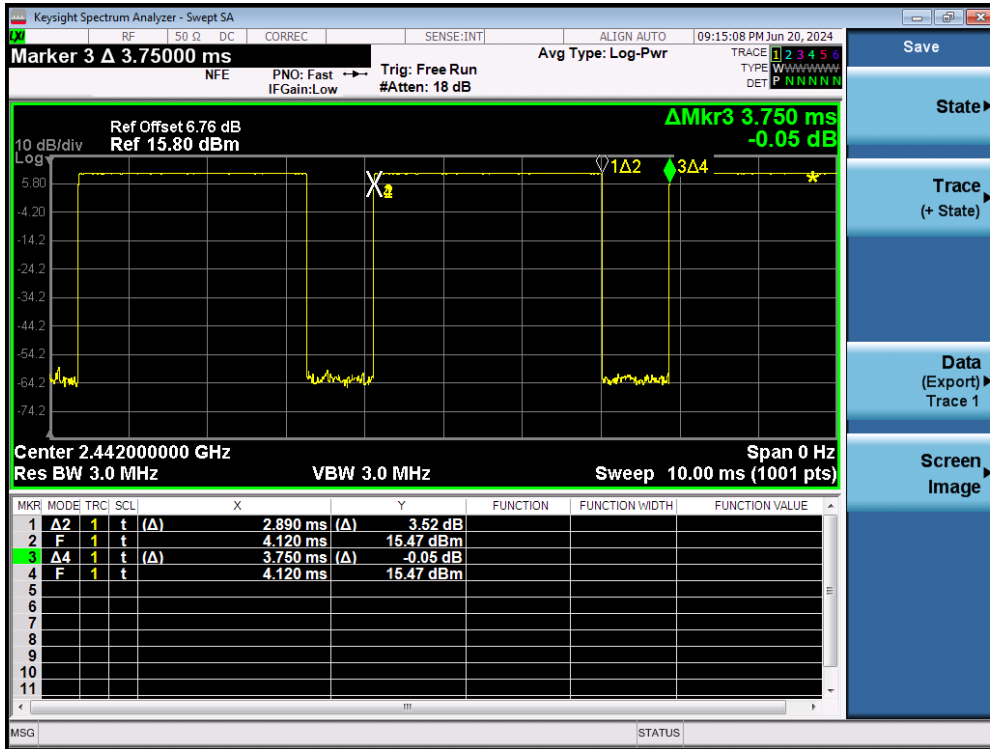 Keysight Spectrum Analyzer - Swept SA
LXI RF 50 Ω DC CORREC SENSE:INT ALIGN AUTO 09:15:08 PM Jun 20, 2024
Marker 3 Δ 3.75000 ms Avg Type: Log-Pwr TRACE 1 2 3 4 5 6
NFE PNO: Fast Trig: Free Run TYPE WWWWWW
IFGain:Low #Atten: 18 dB DET P N N N N N
ΔMkr3 3.750 ms
Ref Offset 6.76 dB
10 dB/div Ref 15.80 dBm -0.05 dB
Log
1Δ2 3Δ4
5.80
-4.20
-14.2
-24.2
-34.2
-44.2
-54.2
-64.2
-74.2
Center 2.442000000 GHz Span 0 Hz
Res BW 3.0 MHz VBW 3.0 MHz Sweep 10.00 ms (1001 pts)
MKR MODE TRC SCL X Y FUNCTION FUNCTION WIDTH FUNCTION VALUE
1 Δ2 1 t (Δ) 2.890 ms (Δ) 3.52 dB
2 F 1 t 4.120 ms 15.47 dBm
3 Δ4 1 t (Δ) 3.750 ms (Δ) -0.05 dB
4 F 1 t 4.120 ms 15.47 dBm
5
6
7
8
9
10
11
MSG STATUS
Save
State
Trace
(+ State)
Data
(Export)
Trace 1
Screen
Image